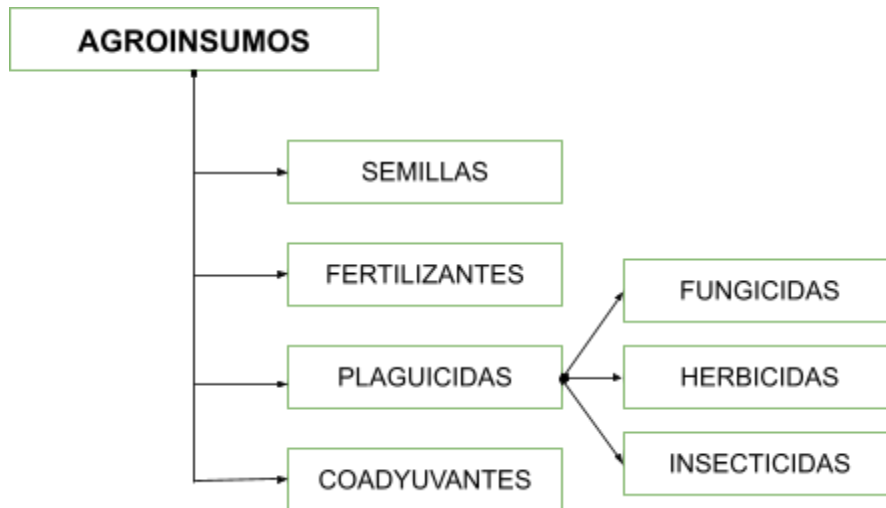 AGROINSUMOS
SEMILLAS
FERTILIZANTES
PLAGUICIDAS
COADYUVANTES
FUNGICIDAS
HERBICIDAS
INSECTICIDAS